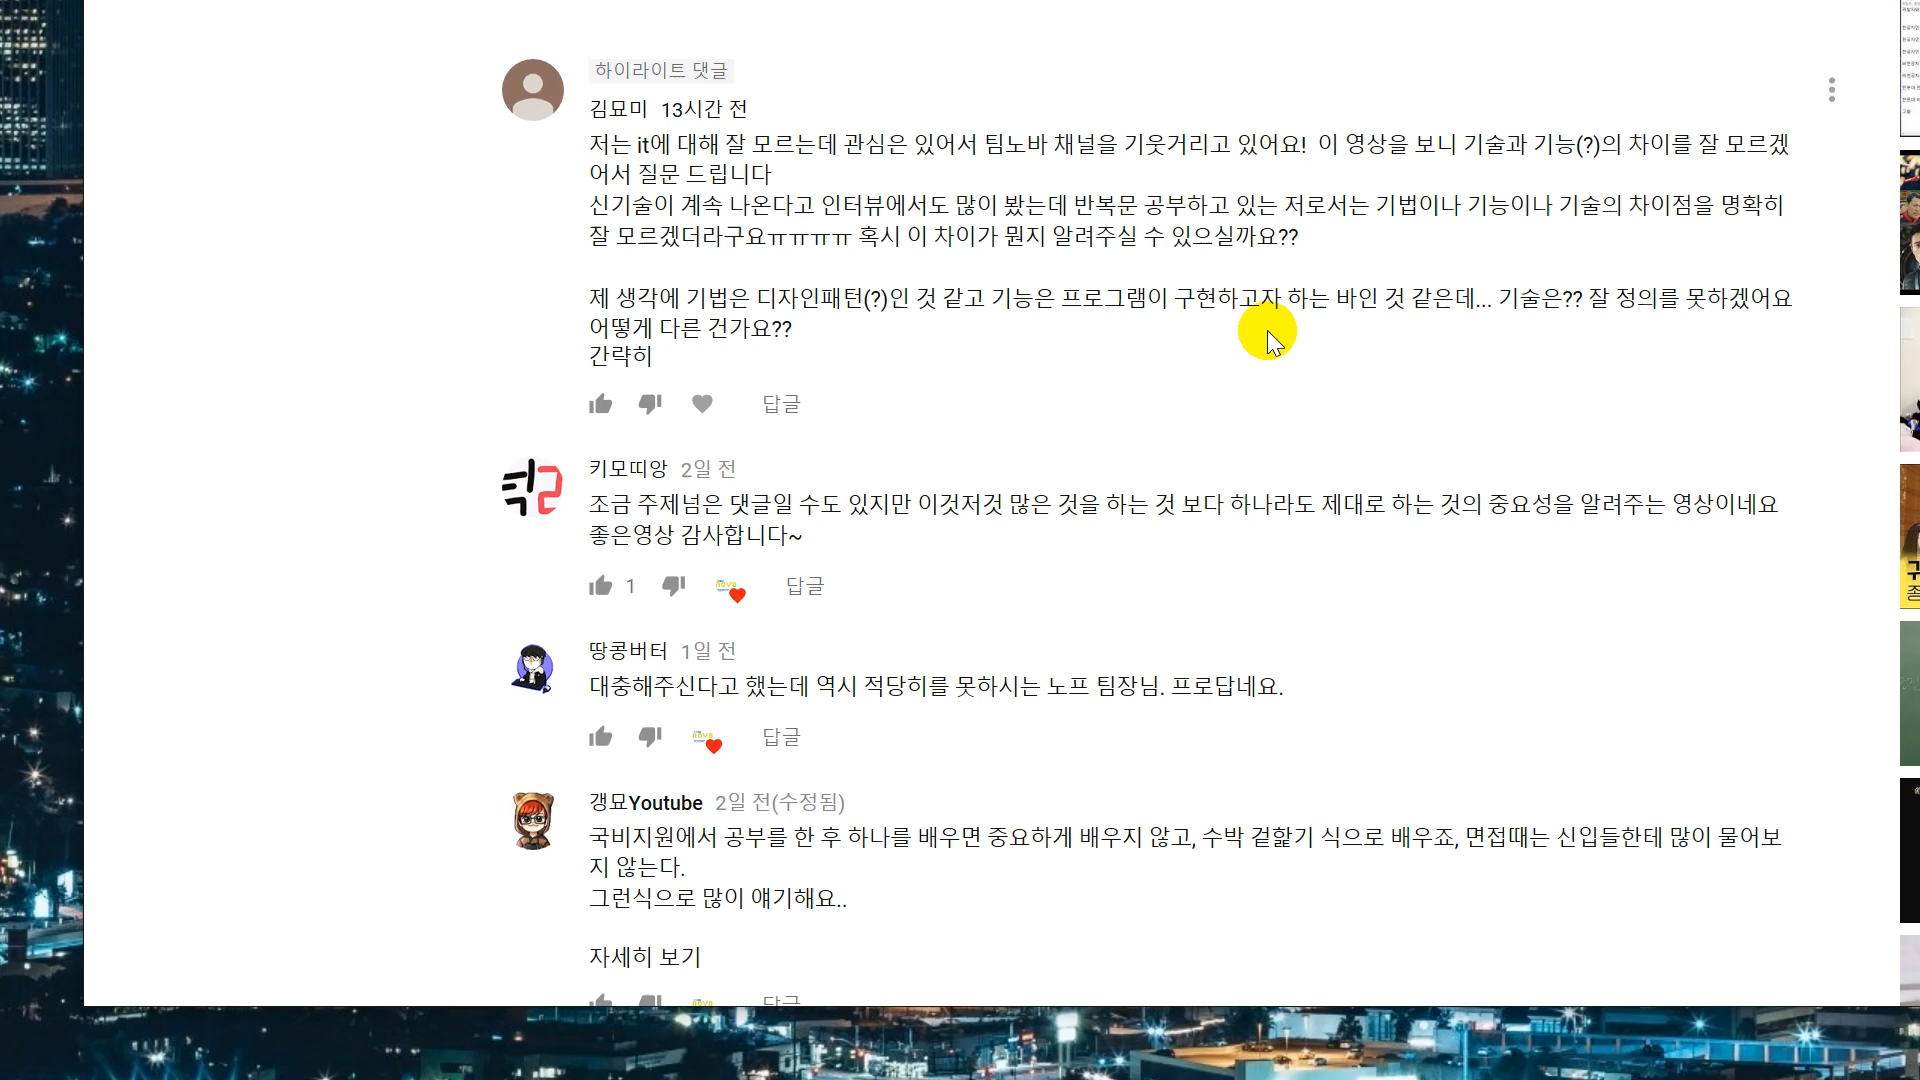 하이라이트 댓글
김묘미 13시간 전
저는 it에 대해 잘 모르는데 관심은 있어서 팀노바 채널을 기웃거리고 있어요! 이 영상을 보니 기술과 기능(?)의 차이를 잘 모르겠
어서 질문 드립니다
신기술이 계속 나온다고 인터뷰에서도 많이 봤는데 반복문 공부하고 있는 저로서는 기법이나 기능이나 기술의 차이점을 명확히
잘 모르겠더라구요ㅠㅠㅠㅠ 혹시 이 차이가 뭔지 알려주실 수 있으실까요??
제 생각에 기법은 디자인패턴(?)인 것 같고 기능은 프로그램이 구현하고자 하는 바인 것 같은데... 기술은?? 잘 정의를 못하겠어요
어떻게 다른 건가요??
간략히
답글
키모띠앙 2일 전
조금 주제넘은 댓글일 수도 있지만 이것저것 많은 것을 하는 것 보다 하나라도 제대로 하는 것의 중요성을 알려주는 영상이네요
좋은영상 감사합니다~
1 답글
땅콩버터 1일 전
대충해주신다고 했는데 역시 적당히를 못하시는 노프 팀장님. 프로답네요.
답글
갱묘Youtube 2일 전(수정됨)
국비지원에서 공부를 한 후 하나를 배우면 중요하게 배우지 않고, 수박 겉핥기 식으로 배우죠, 면접때는 신입들한테 많이 물어보
지 않는다.
그런식으로 많이 얘기해요..
자세히 보기
답글